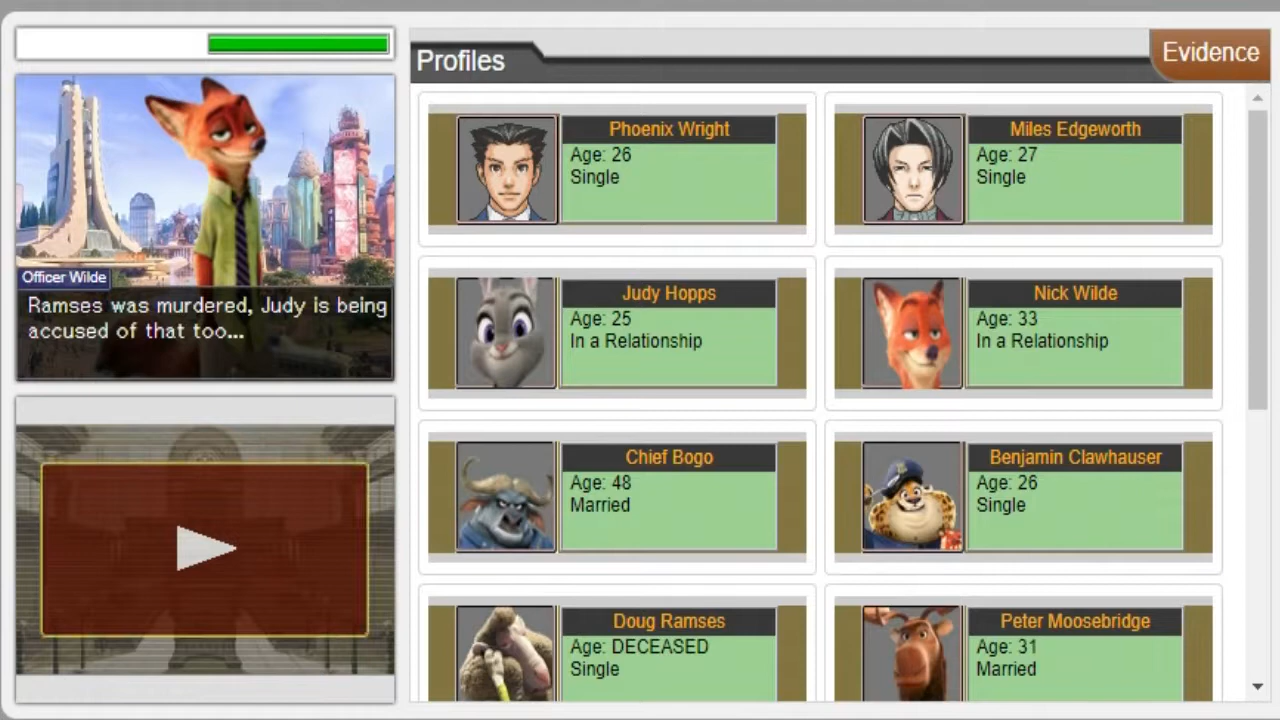 Profiles
Evidence
Officer Wilde
Ramses was murdered, Judy is being
accused of that too...
Phoenix Wright
Age: 26
Single
Miles Edgeworth
Age: 27
Single
Judy Hopps
Age: 25
In a Relationship
Nick Wilde
Age: 33
In a Relationship
Chief Bogo
Age: 48
Married
Benjamin Clawhauser
Age: 26
Single
Doug Ramses
Age: DECEASED
Single
Peter Moosebridge
Age: 31
Married